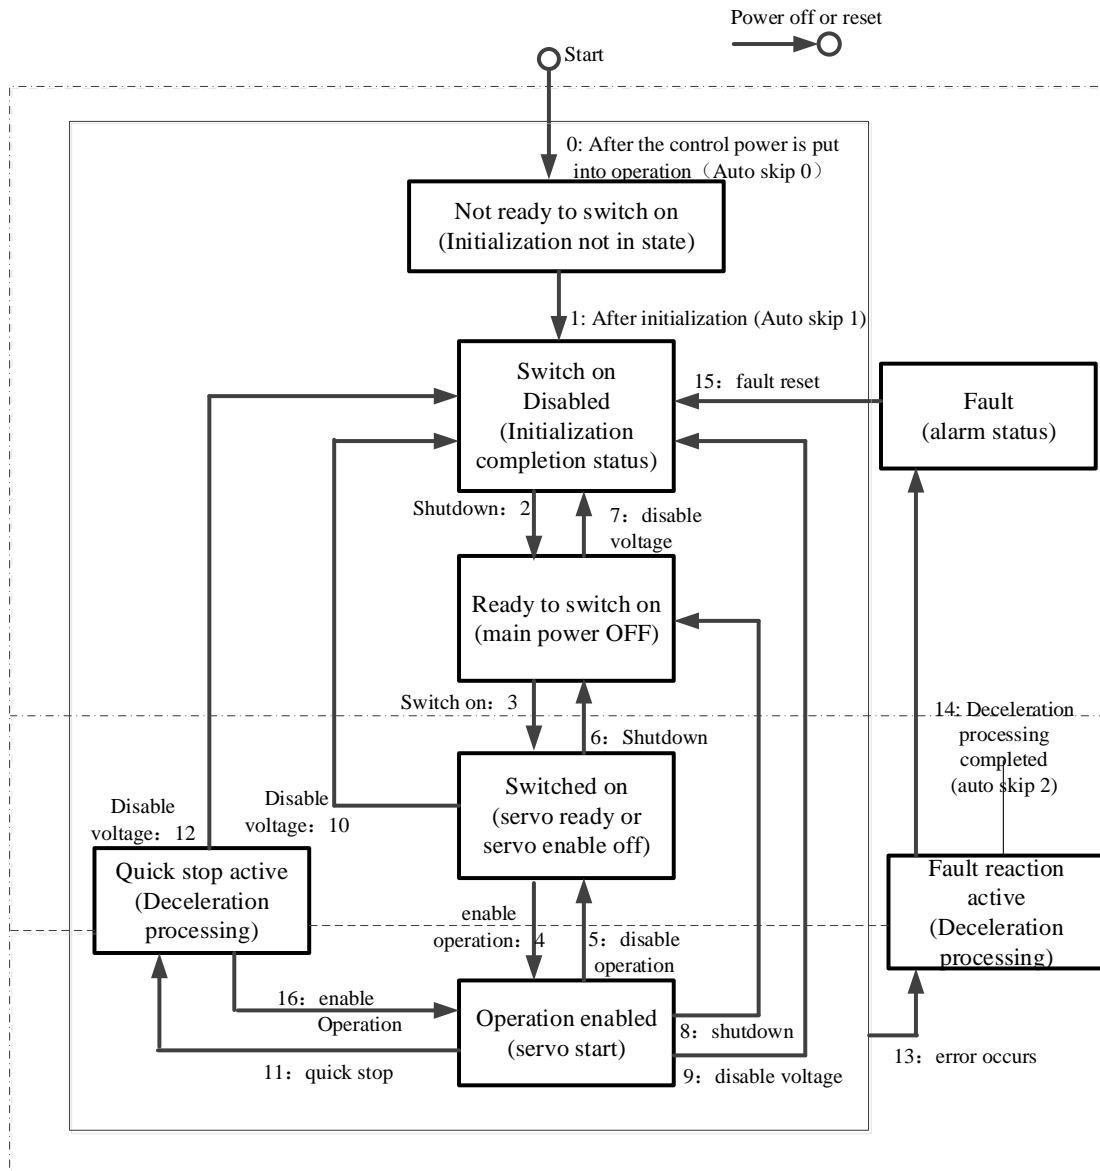 Power off or reset
Start
0: After the control power is put
into operation（Auto skip 0）
Not ready to switch on
(Initialization not in state)
1: After initialization (Auto skip 1)
Switch on
Disabled
(Initialization
completion status)
15：fault reset
Fault
(alarm status)
Shutdown：2
7：disable
voltage
Ready to switch on
(main power OFF)
Switch on：3
6：Shutdown
14: Deceleration
processing
completed
(auto skip 2)
Switched on
(servo ready or
servo enable off)
Disable
voltage：12
Disable
voltage：10
Quick stop active
(Deceleration
processing)
Fault reaction
active
(Deceleration
processing)
enable
operation：4
5：disable
operation
16：enable
Operation
Operation enabled
(servo start)
8：shutdown
9：disable voltage
11：quick stop
13：error occurs